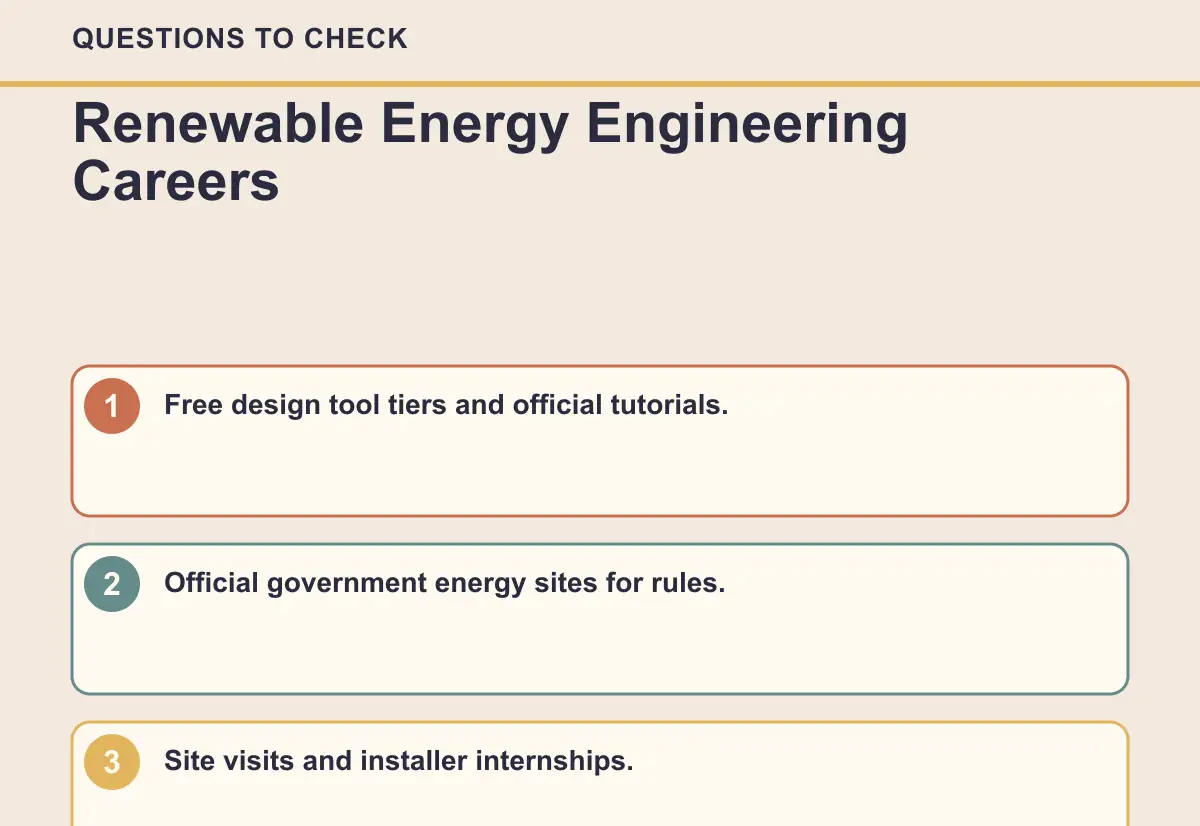 QUESTIONS TO CHECK
Renewable Energy Engineering
Careers
1
Free design tool tiers and official tutorials.
2
Official government energy sites for rules.
3
Site visits and installer internships.